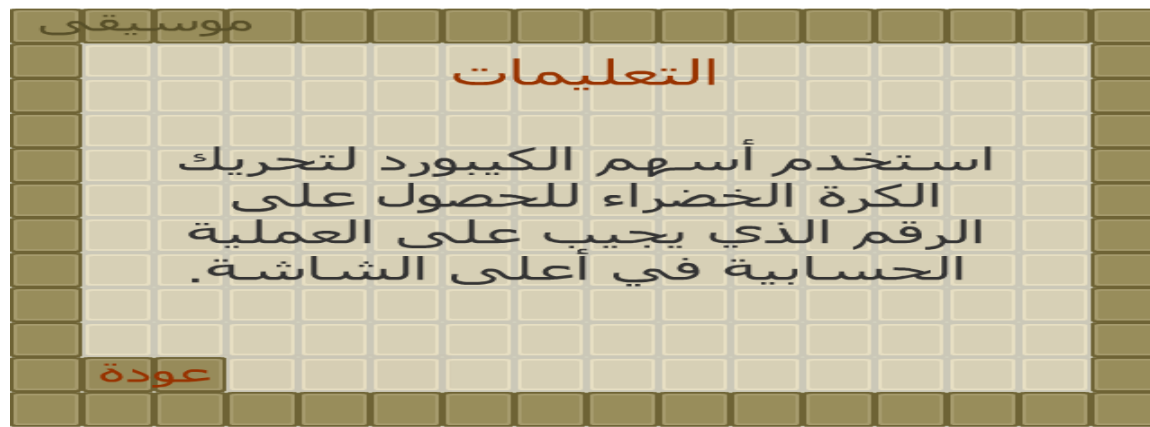 موسيقى
التعليمات
استخدم أسهم الكيبورد لتحريك
الكرة الخضراء للحصول على
الرقم الذي يجيب على العملية
الحسابية في أعلى الشاشة.
عودة